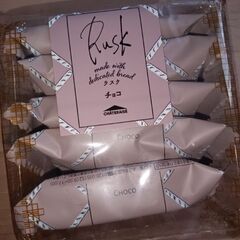 Rusk
made with
dedicated bread
ラスク
チョコ
CHATERAISE
CHOCO
CHOCO